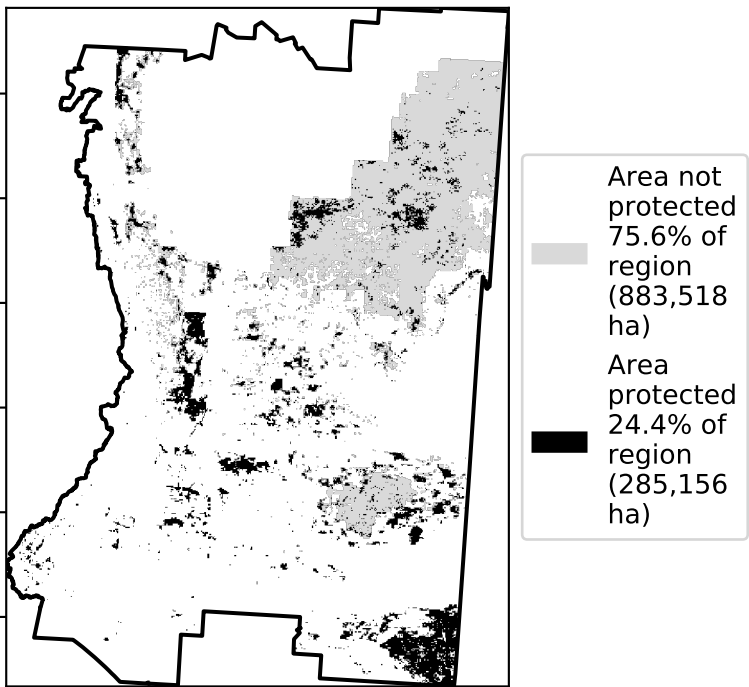 Area not
protected
75.6% of
region
(883,518
ha)
Area
protected
24.4% of
region
(285,156
ha)